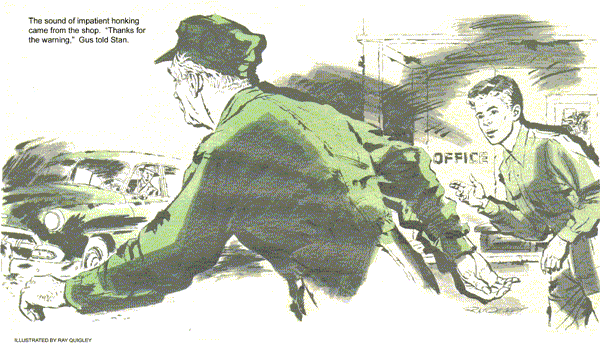 The sound of impatient honking
came from the shop. "Thanks for
the warning," Gus told Stan.
OFFICE
ILLUSTRATED BY RAY QUIGLEY